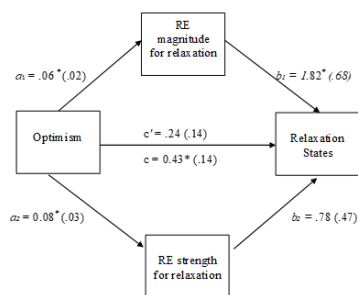 RE
magnitude
for relaxation
a₁ = .06*(.02)
b₁ = 1.82* (.68)
Optimism
c' = .24 (.14)
c = 0.43* (.14)
Relaxation
States
a₂ = 0.08*(.03)
b₂ = .78 (.47)
RE strength
for relaxation